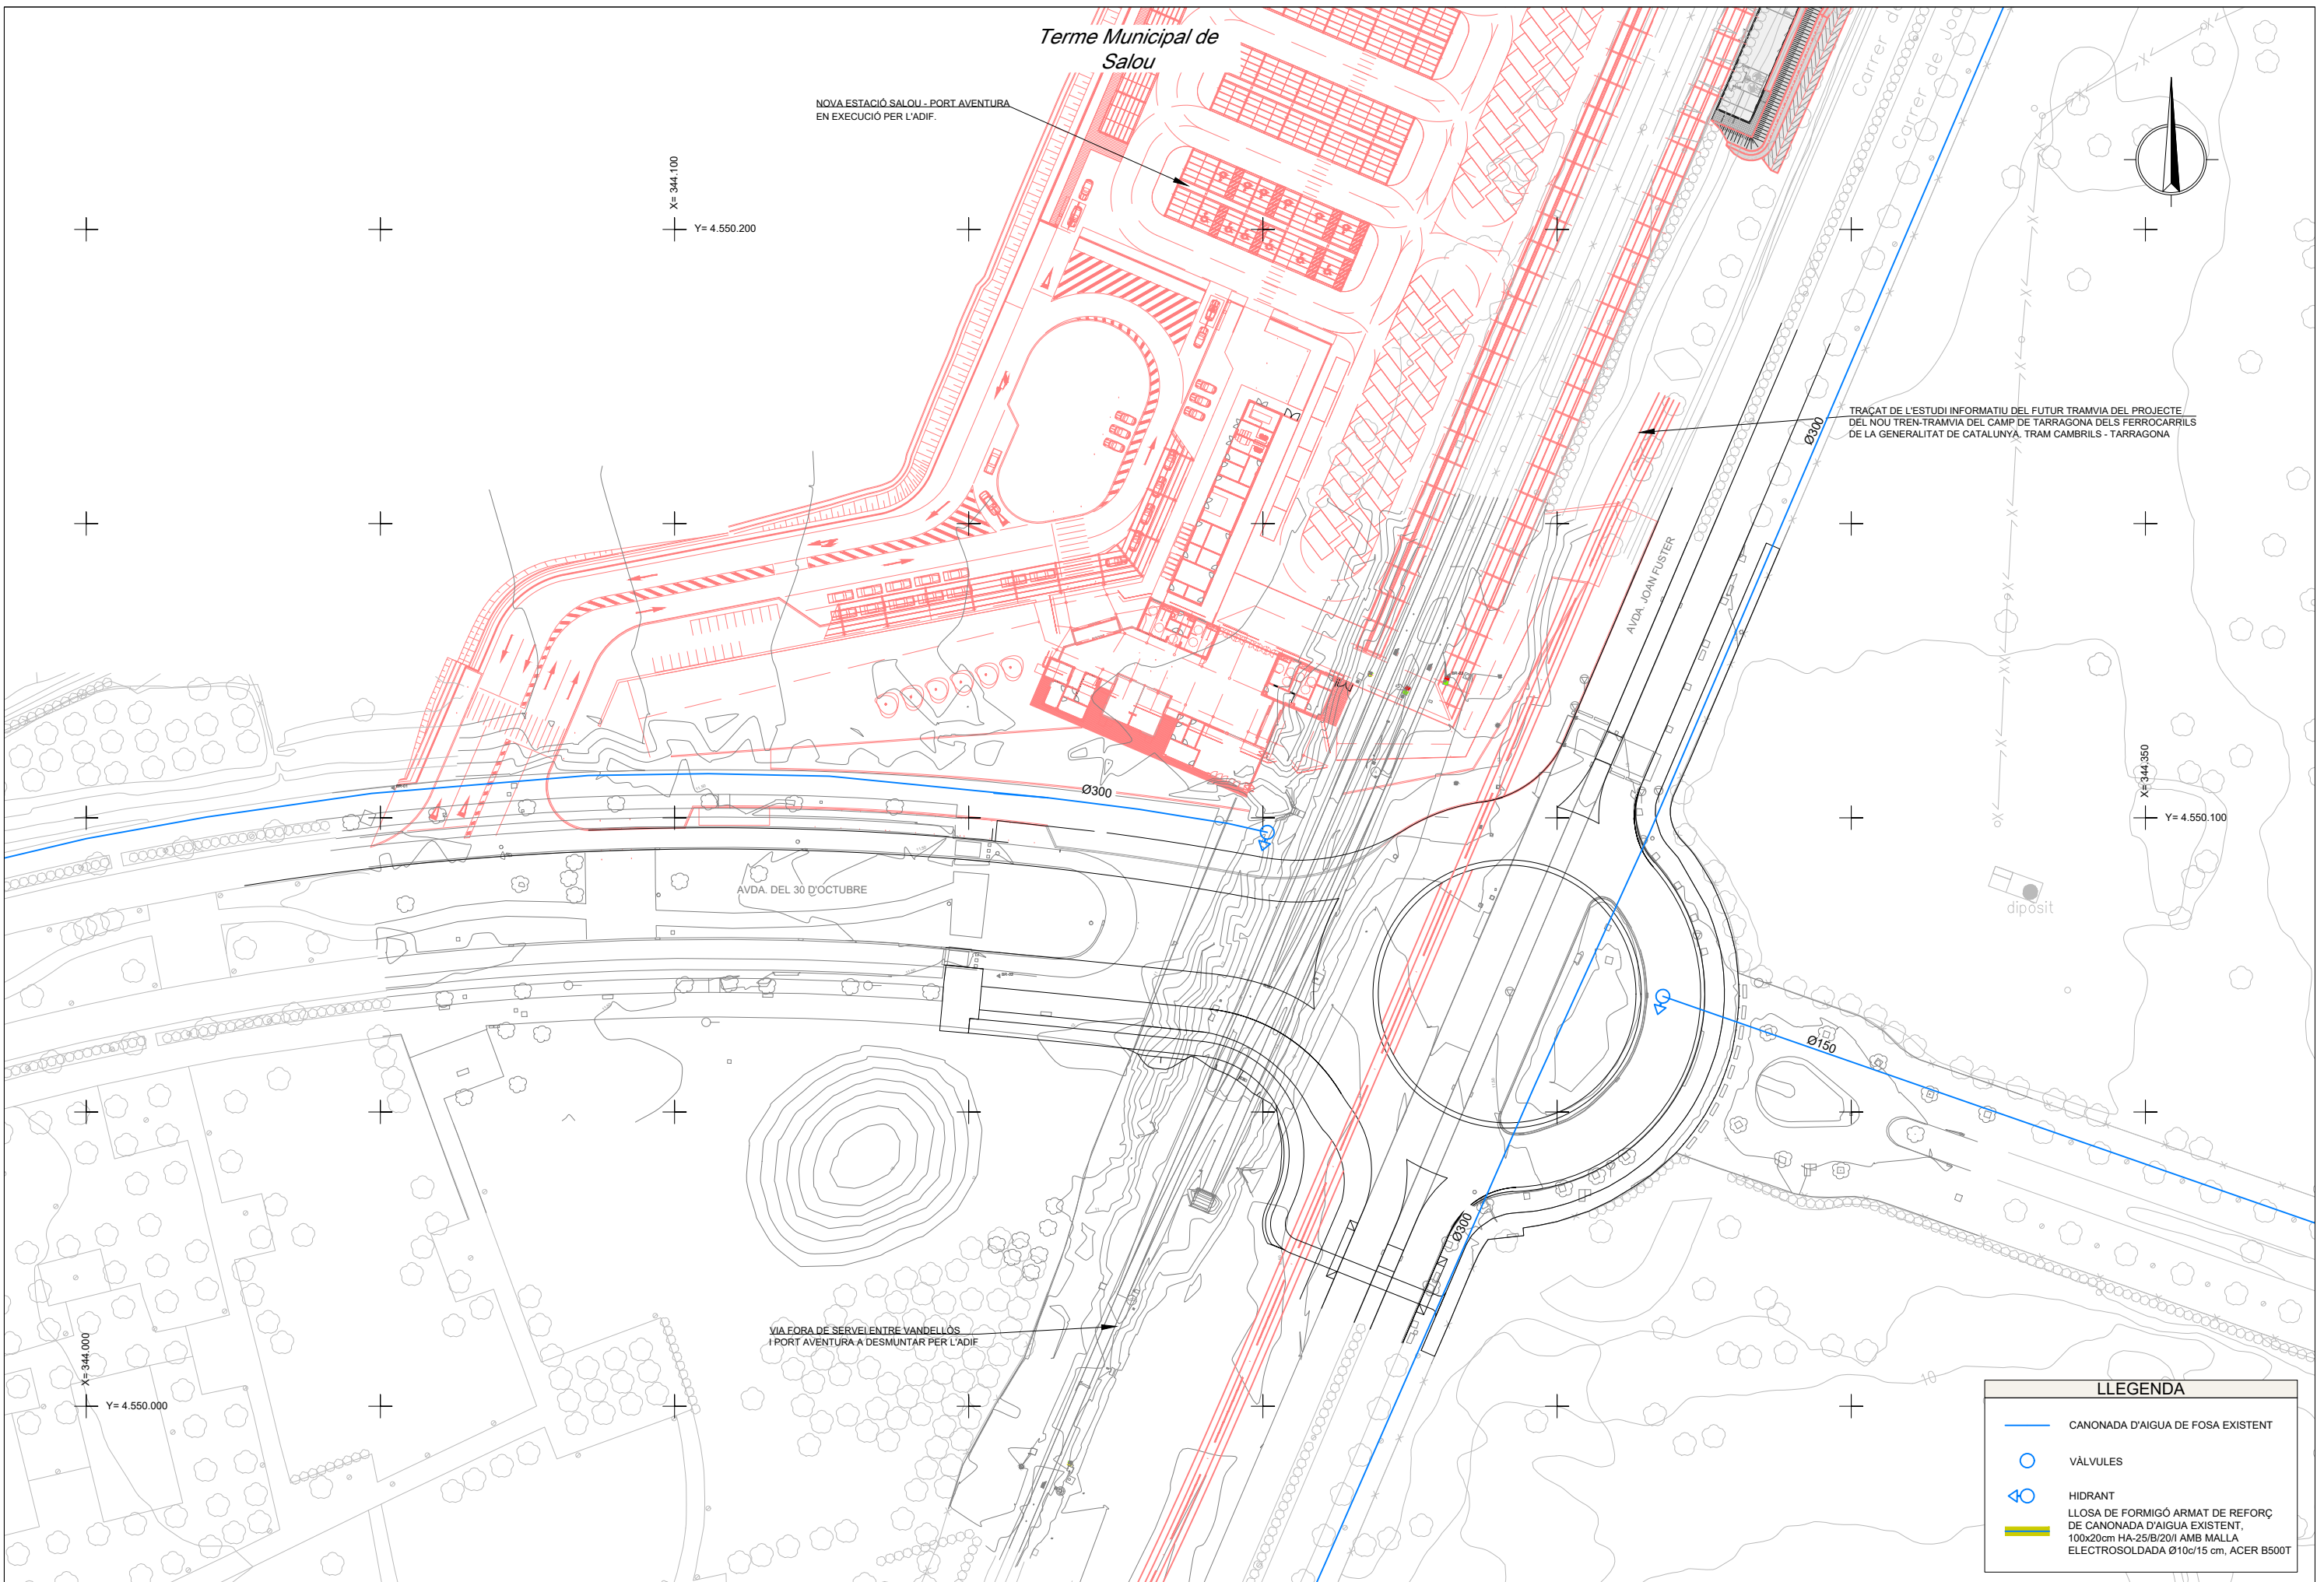 Terme Municipal de
Salou
NOVA ESTACIÓ SALOU - PORT AVENTURA
EN EXECUCIÓ PER L'ADIF.
Carrer de
Carrer de
X= 344.100
Y= 4.550.200
TRAÇAT DE L'ESTUDI INFORMATIU DEL FUTUR TRAMVIA DEL PROJECTE
DEL NOU TREN-TRAMVIA DEL CAMP DE TARRAGONA DELS FERROCARRILS
DE LA GENERALITAT DE CATALUNYA. TRAM CAMBRILS - TARRAGONA
Ø300
AVDA. JOAN FUSTER
X= 344.350
Y= 4.550.100
Ø300
AVDA. DEL 30 D'OCTUBRE
dipòsit
Ø150
Ø300
VIA FORA DE SERVEI ENTRE VANDELLÒS
I PORT AVENTURA A DESMUNTAR PER L'ADIF
X= 344.000
Y= 4.550.000
10
LLEGENDA
CANONADA D'AIGUA DE FOSA EXISTENT
VÀLVULES
HIDRANT
LLOSA DE FORMIGÓ ARMAT DE REFORÇ
DE CANONADA D'AIGUA EXISTENT,
100x20cm HA-25/B/20/I AMB MALLA
ELECTROSOLDADA Ø10c/15 cm, ACER B500T